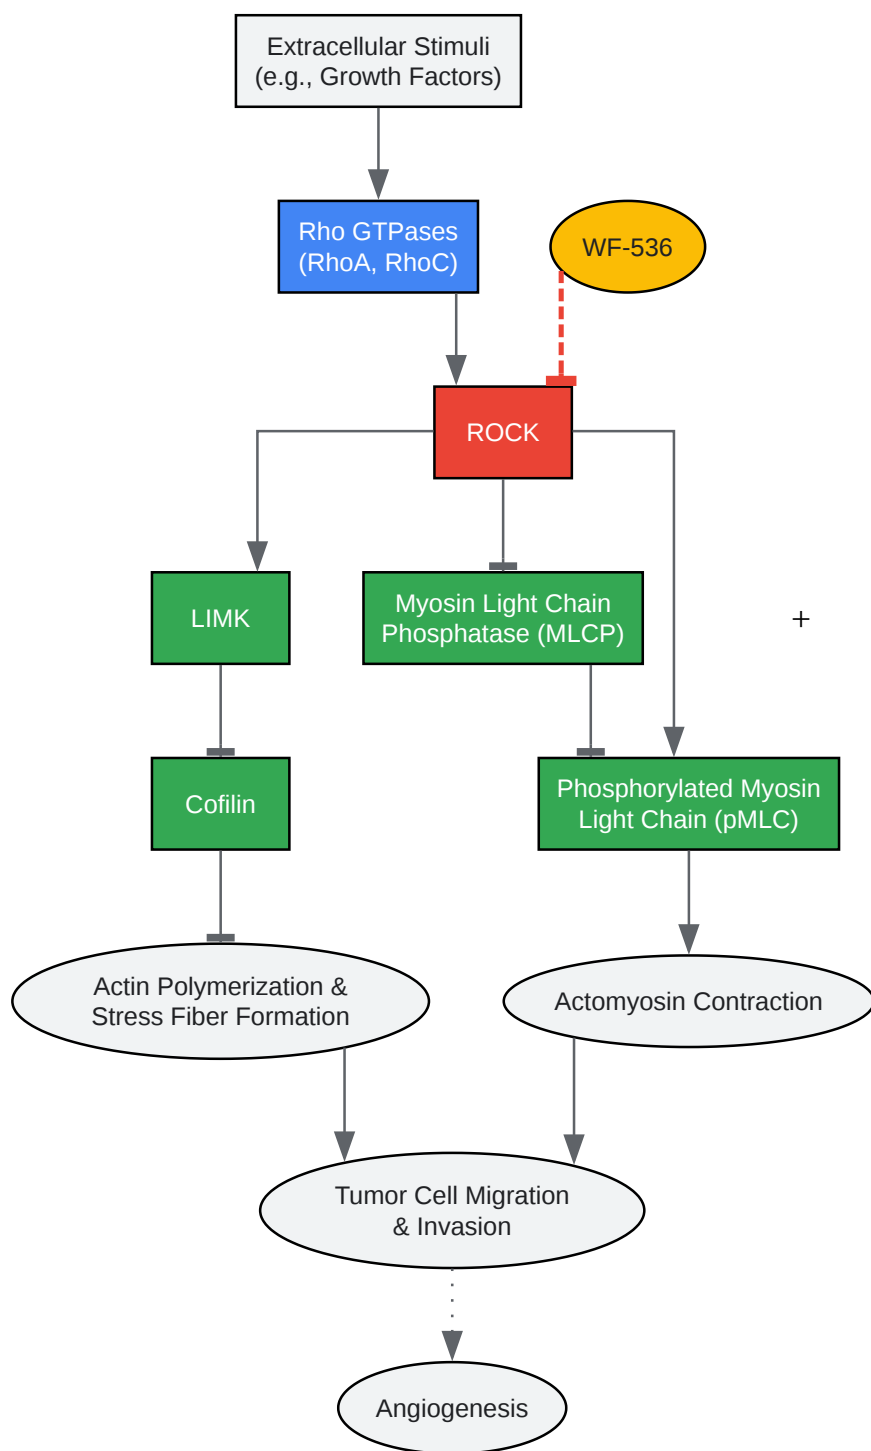 Extracellular Stimuli
(e.g., Growth Factors)
Rho GTPases
(RhoA, RhoC)
WF-536
ROCK
LIMK
Myosin Light Chain
Phosphatase (MLCP)
+
Cofilin
Phosphorylated Myosin
Light Chain (pMLC)
Actin Polymerization &
Stress Fiber Formation
Actomyosin Contraction
Tumor Cell Migration
& Invasion
Angiogenesis